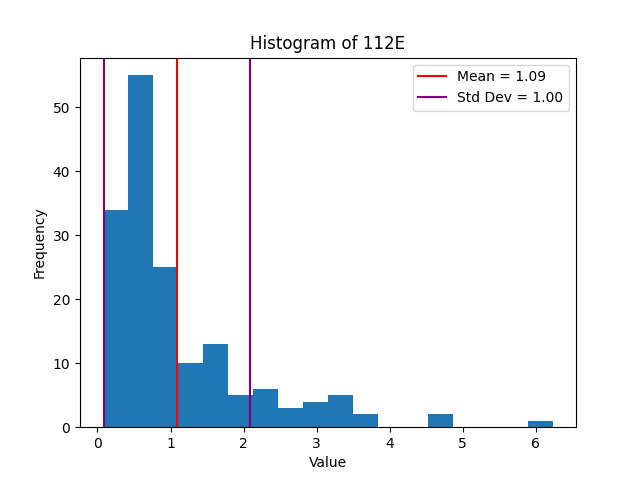 Histogram of 112E
Mean = 1.09
Std Dev = 1.00
Frequency
50
40
30
20
10
0
0 1 2 3 4 5 6
Value